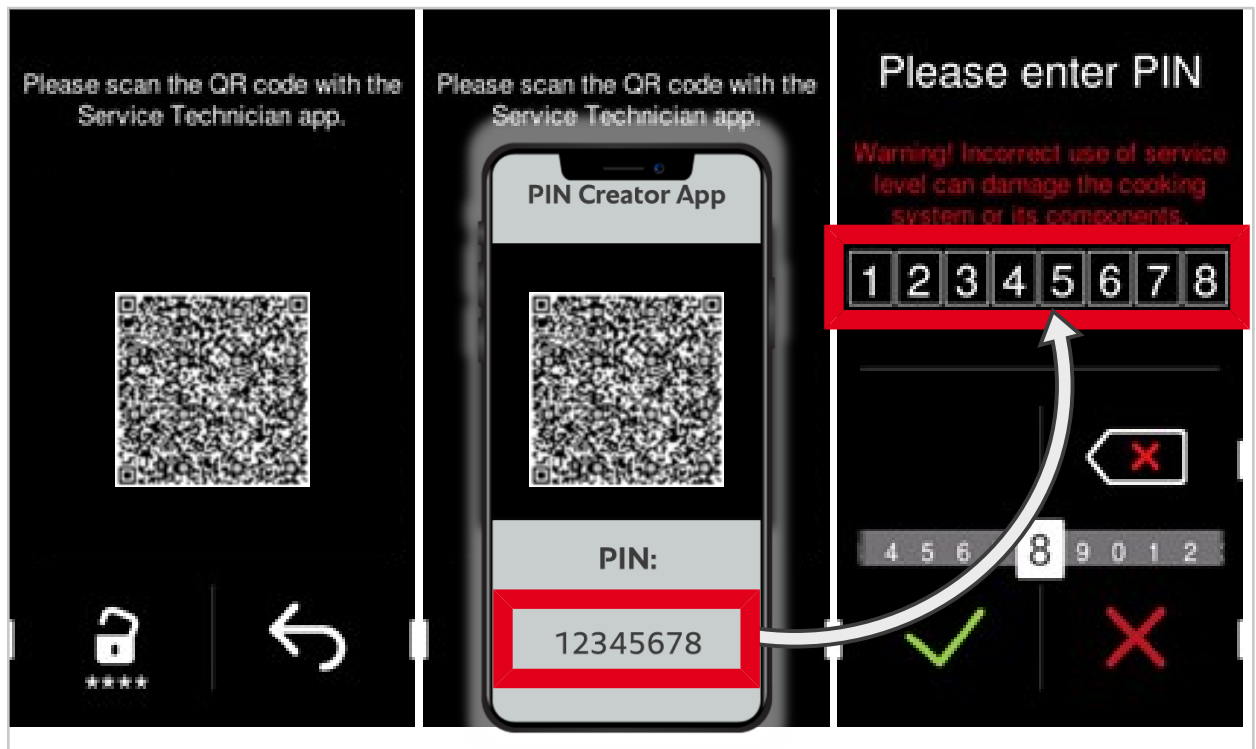 Please scan the QR code with the
Service Technician app.
****
Please scan the QR code with the
Service Technician app.
PIN Creator App
PIN:
12345678
Please enter PIN
Warning! Incorrect use of service
level can damage the cooking
system or its components.
1 2 3 4 5 6 7 8
4 5 6 8 9 0 1 2